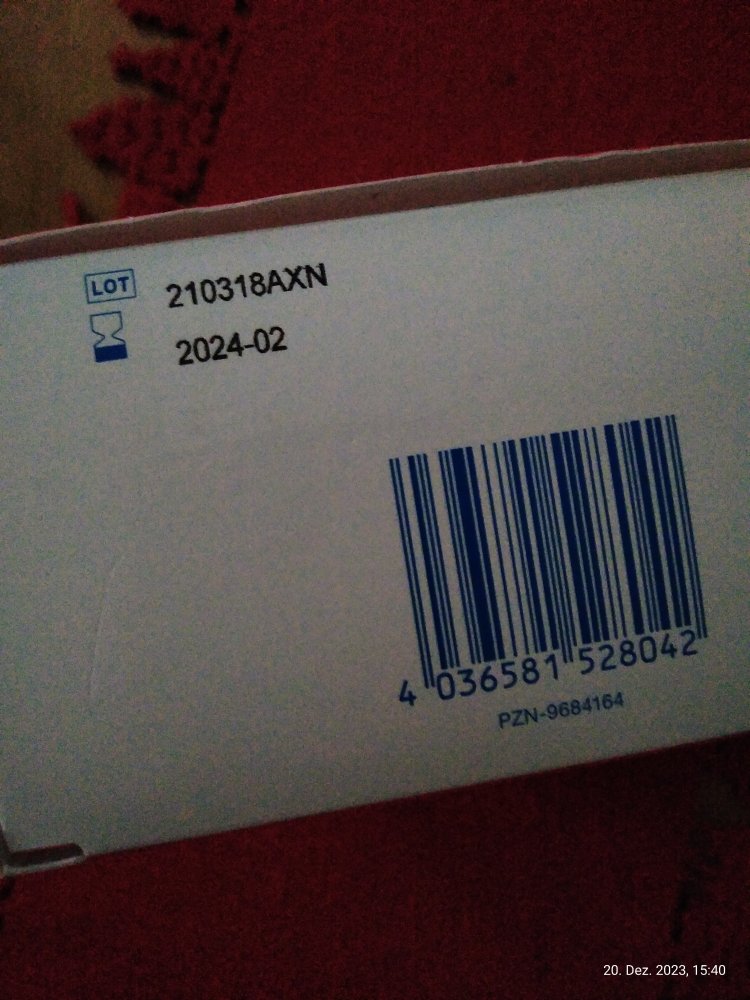 LOT 210318AXN
2024-02
4 036581 528042
PZN-9684164
20. Dez. 2023, 15:40